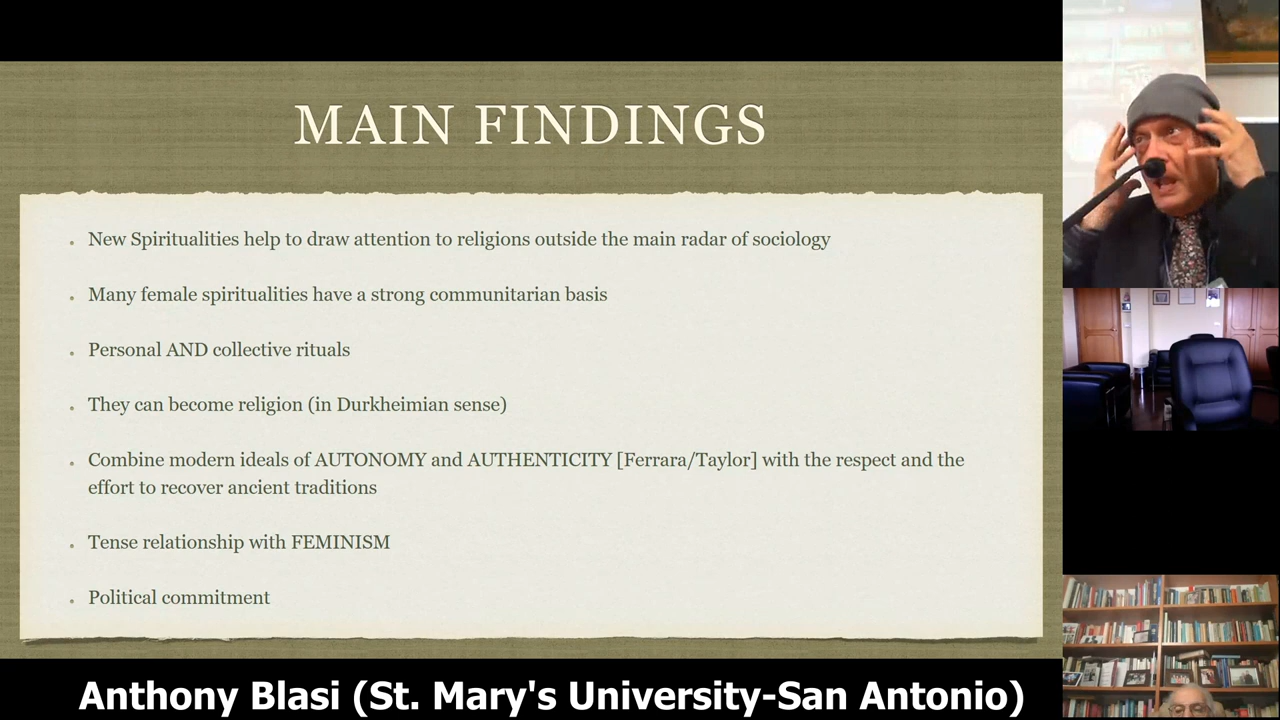 MAIN FINDINGS
New Spiritualities help to draw attention to religions outside the main radar of sociology
Many female spiritualities have a strong communitarian basis
Personal AND collective rituals
They can become religion (in Durkheimian sense)
Combine modern ideals of AUTONOMY and AUTHENTICITY [Ferrara/Taylor] with the respect and the
effort to recover ancient traditions
Tense relationship with FEMINISM
Political commitment
Anthony Blasi (St. Mary's University-San Antonio)